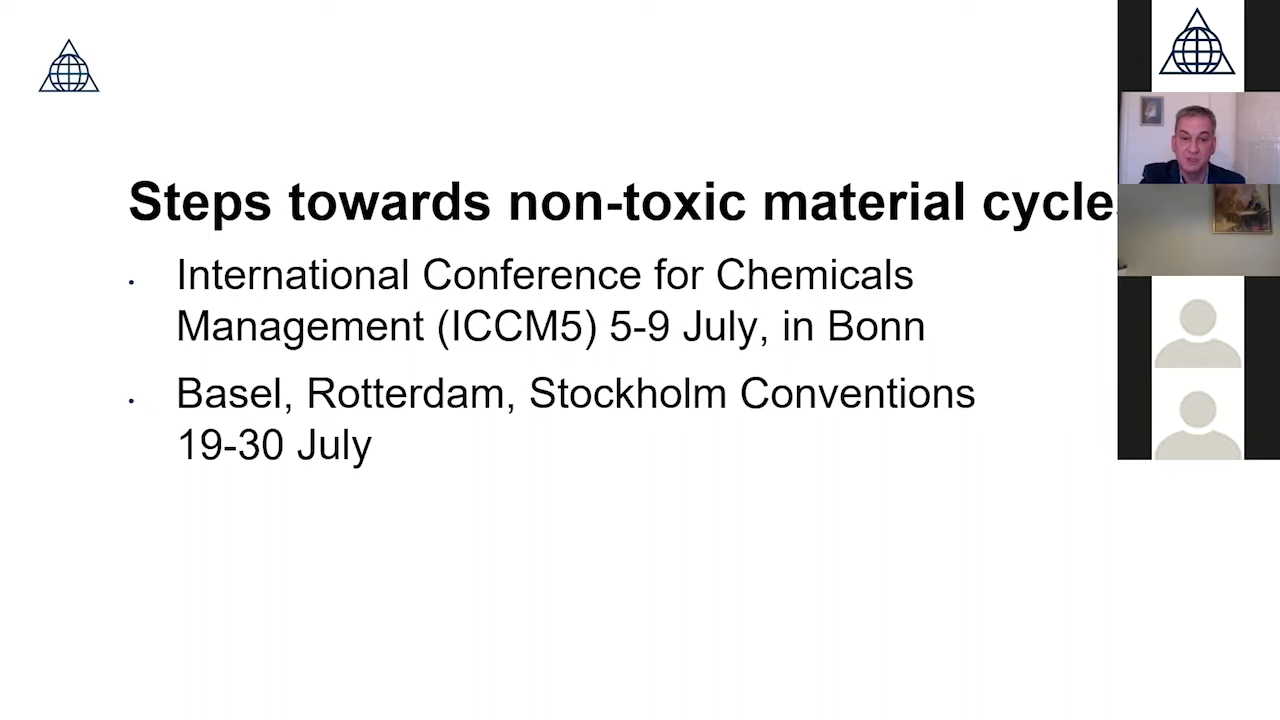 Steps towards non-toxic material cycles
• International Conference for Chemicals
Management (ICCM5) 5-9 July, in Bonn
• Basel, Rotterdam, Stockholm Conventions
19-30 July